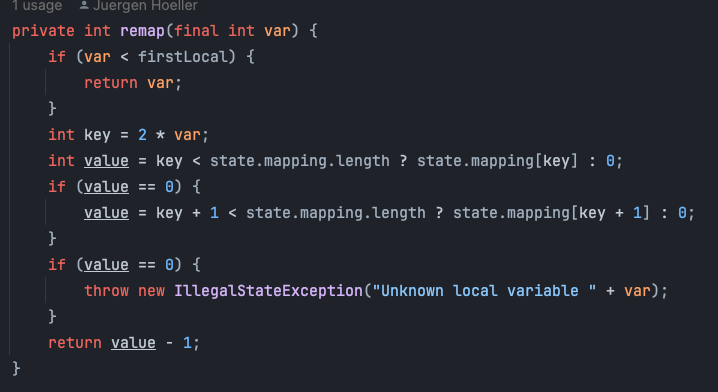 1 usage Juergen Hoeller
private int remap(final int var) {
    if (var < firstLocal) {
        return var;
    }
    int key = 2 * var;
    int value = key < state.mapping.length ? state.mapping[key] : 0;
    if (value == 0) {
        value = key + 1 < state.mapping.length ? state.mapping[key + 1] : 0;
    }
    if (value == 0) {
        throw new IllegalStateException("Unknown local variable " + var);
    }
    return value - 1;
}